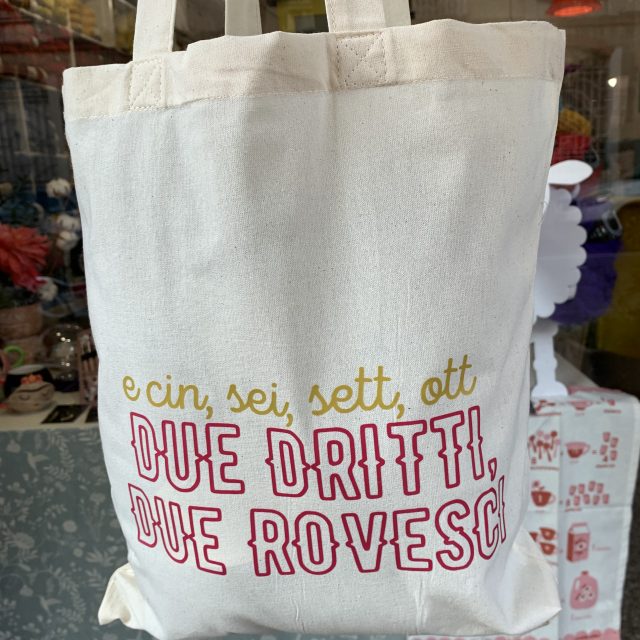 e cin, sei, sett, ott
DUE DRITTI,
DUE ROVESCI